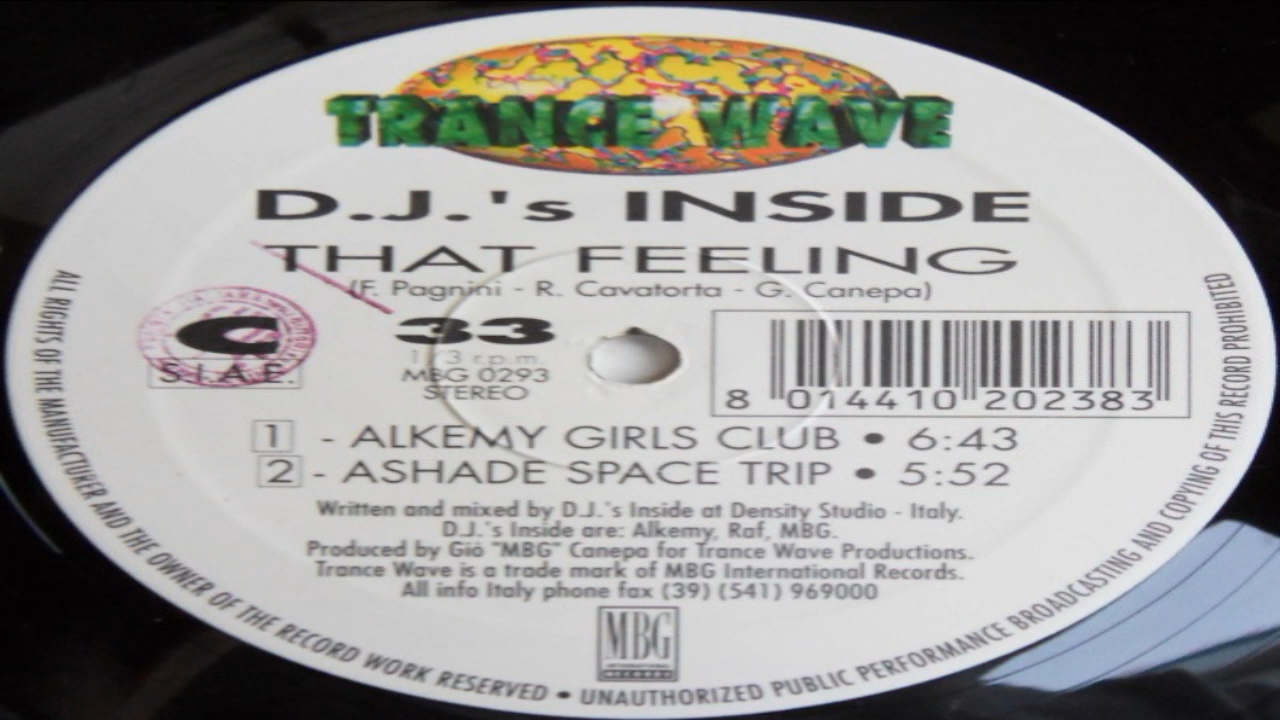 TRANCE WAVE
D.J.'s INSIDE
THAT FEELING
(F. Pagnini - R. Cavatorta - G. Canepa)
C
S.I.A.E.
33
1/3 r.p.m.
MBG 0293
STEREO
8 014410 202383
1 - ALKEMY GIRLS CLUB • 6:43
2 - ASHADE SPACE TRIP • 5:52
Written and mixed by D.J.'s Inside at Density Studio - Italy.
D.J.'s Inside are: Alkemy, Raf, MBG.
Produced by Giò "MBG" Canepa for Trance Wave Productions.
Trance Wave is a trade mark of MBG International Records.
All info Italy phone fax (39) (541) 969000
MBG
INTERNATIONAL
RECORDS
ALL RIGHTS OF THE MANUFACTUKER AND THE OWNER OF THE RECORD WORK RESERVED • UNAUTHORIZED PUBLIC PERFORMANCE BROADCASTING AND COPYING OF THIS RECORD PROHIBITED